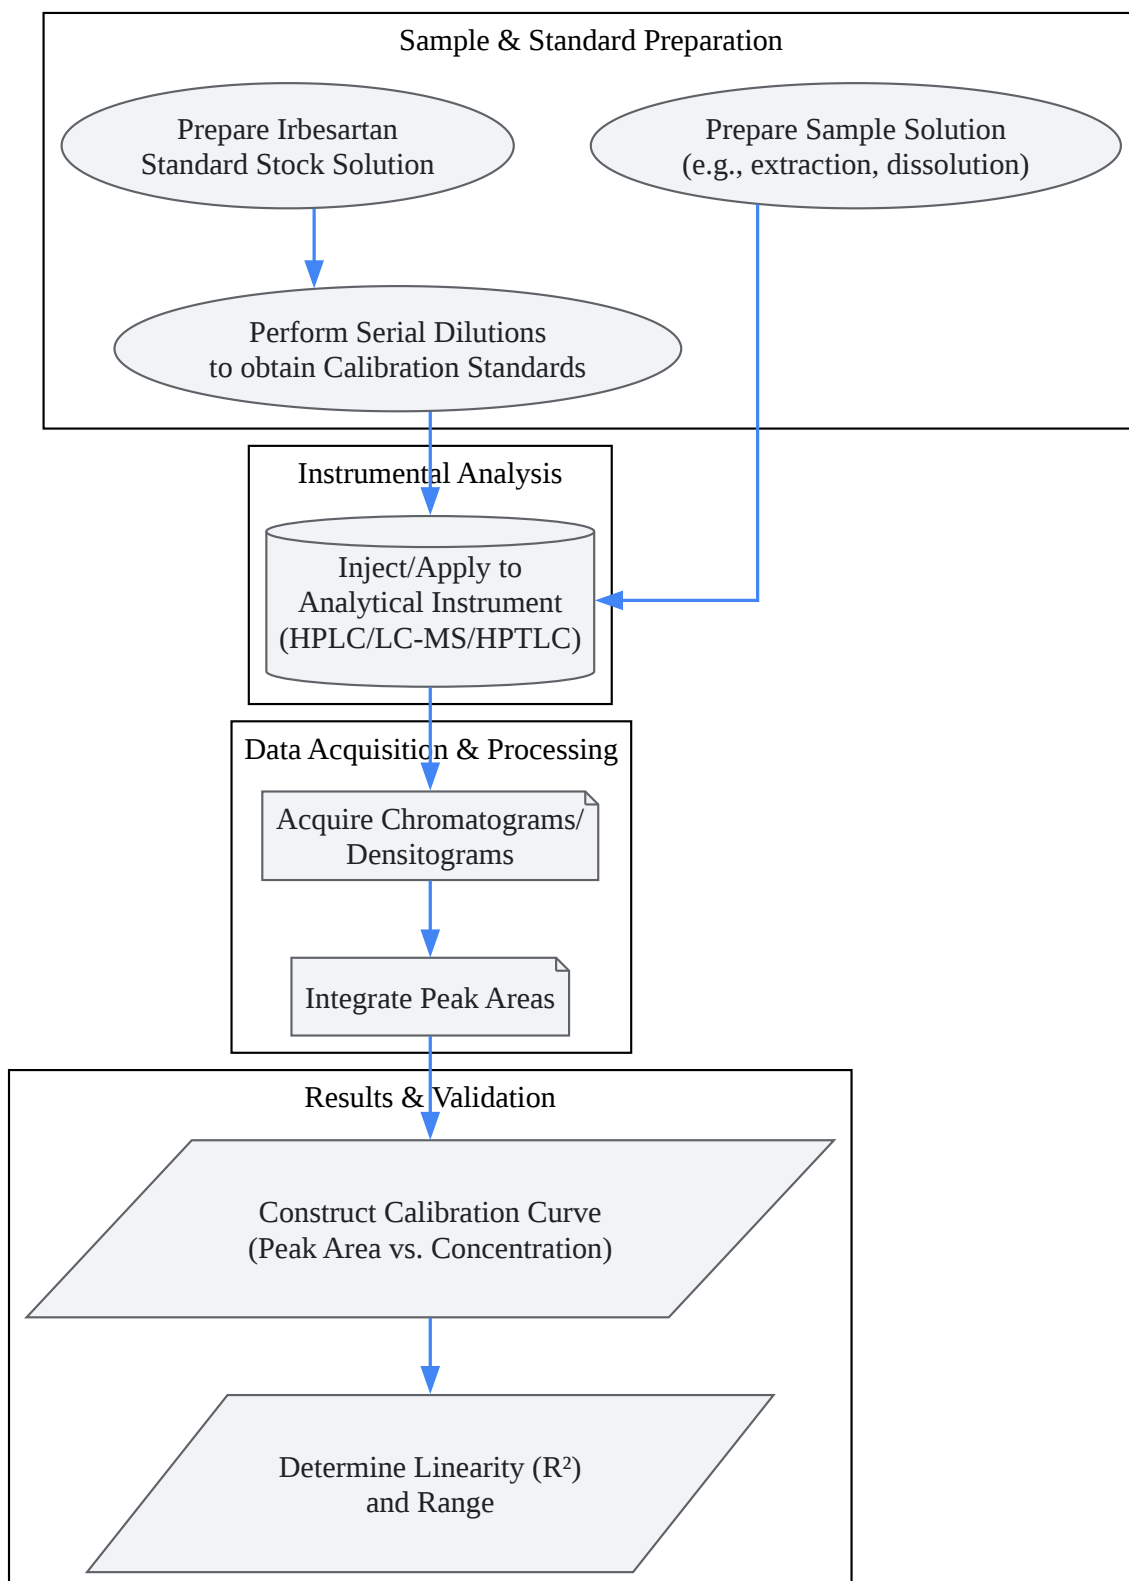 Sample & Standard Preparation
Prepare Irbesartan
Standard Stock Solution
Prepare Sample Solution
(e.g., extraction, dissolution)
Perform Serial Dilutions
to obtain Calibration Standards
Instrumental Analysis
Inject/Apply to
Analytical Instrument
(HPLC/LC-MS/HPTLC)
Data Acquisition & Processing
Acquire Chromatograms/
Densitograms
Integrate Peak Areas
Results & Validation
Construct Calibration Curve
(Peak Area vs. Concentration)
Determine Linearity (R²)
and Range